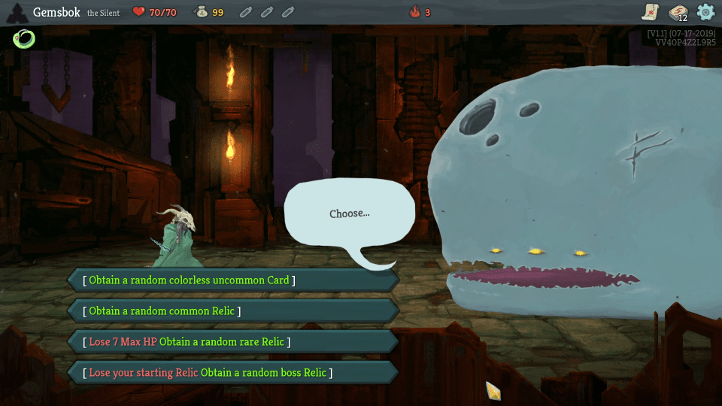 Gemsbok the Silent 70/70 99 3 12
[V1.1] (07-17-2019)
VV40P4Z2L9R5
Choose...
[ Obtain a random colorless uncommon Card ]
[ Obtain a random common Relic ]
[ Lose 7 Max HP Obtain a random rare Relic ]
[ Lose your starting Relic Obtain a random boss Relic ]